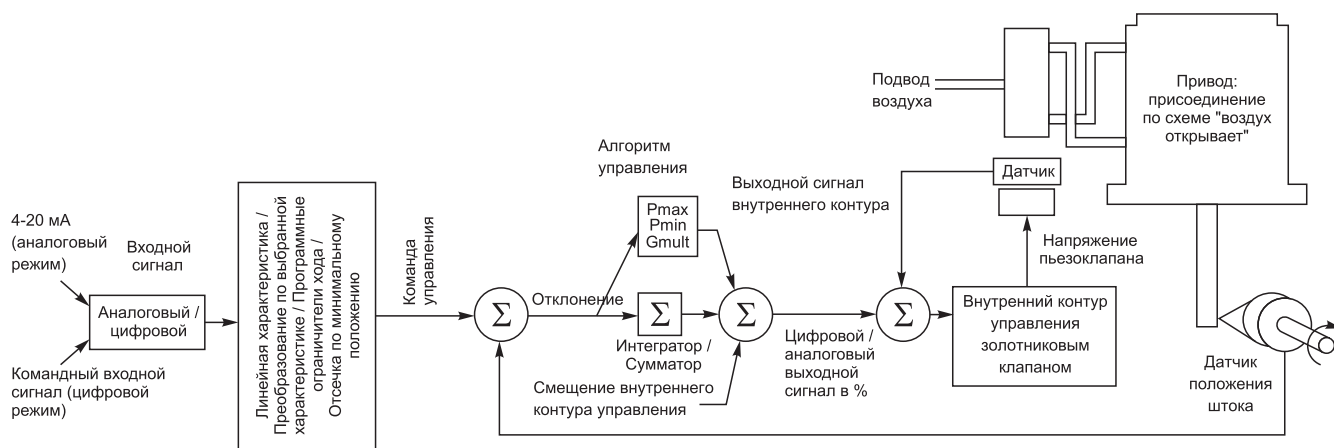 4-20 мА
(аналоговый
режим)
Входной
сигнал
Аналоговый /
цифровой
Командный входной
сигнал (цифровой
режим)
Линейная характеристика /
Преобразование по выбранной
характеристике / Программные
ограничители хода /
Отсечка по минимальному
положению
Команда
управления
Σ
Отклонение
Алгоритм
управления
Pmax
Pmin
Gmult
Σ
Интегратор /
Сумматор
Смещение внутреннего
контура управления
Σ
Выходной сигнал
внутреннего контура
Цифровой /
аналоговый
выходной
сигнал в %
Σ
Датчик
Напряжение
пьезоклапана
Внутренний контур
управления
золотниковым
клапаном
Подвод
воздуха
Привод:
присоединение
по схеме "воздух
открывает"
Датчик
положения
штока